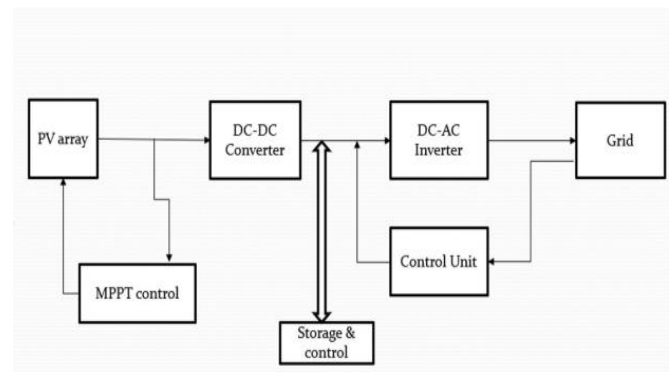 PV array
DC-DC
Converter
DC-AC
Inverter
Grid
MPPT control
Control Unit
Storage &
control